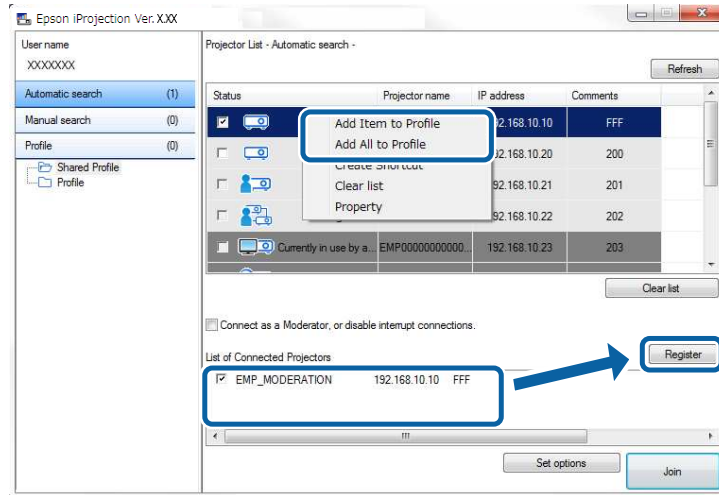 Epson iProjection Ver.X.XX
User name
XXXXXXX
Automatic search (1)
Manual search (0)
Profile (0)
Shared Profile
Profile
Projector List - Automatic search -
Refresh
Status Projector name IP address Comments
192.168.10.10 FFF
200
192.168.10.20
92.168.10.21 201
92.168.10.22 202
Currently in use by a... EMP00000000000... 192.168.10.23 203
Add Item to Profile
Add All to Profile
Create Shortcut
Clear list
Property
Clear list
Connect as a Moderator, or disable interrupt connections.
List of Connected Projectors
Register
EMP_MODERATION 192.168.10.10 FFF
Set options
Join